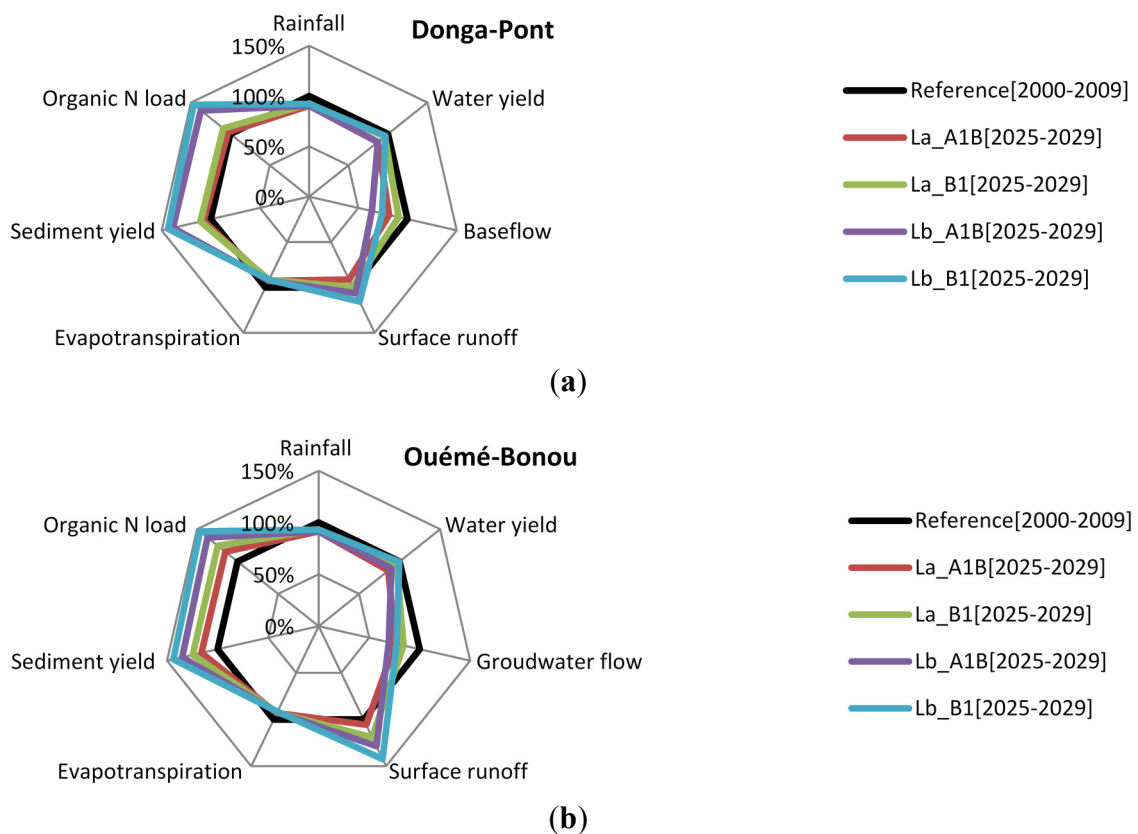 Rainfall
Donga-Pont
150%
Organic N load
Water yield
100%
50%
0%
Sediment yield
Baseflow
Evapotranspiration
Surface runoff
Reference[2000-2009]
La_A1B[2025-2029]
La_B1[2025-2029]
Lb_A1B[2025-2029]
Lb_B1[2025-2029]
(a)
Rainfall
Ouémé-Bonou
150%
Organic N load
Water yield
100%
50%
0%
Sediment yield
Groudwater flow
Evapotranspiration
Surface runoff
Reference[2000-2009]
La_A1B[2025-2029]
La_B1[2025-2029]
Lb_A1B[2025-2029]
Lb_B1[2025-2029]
(b)